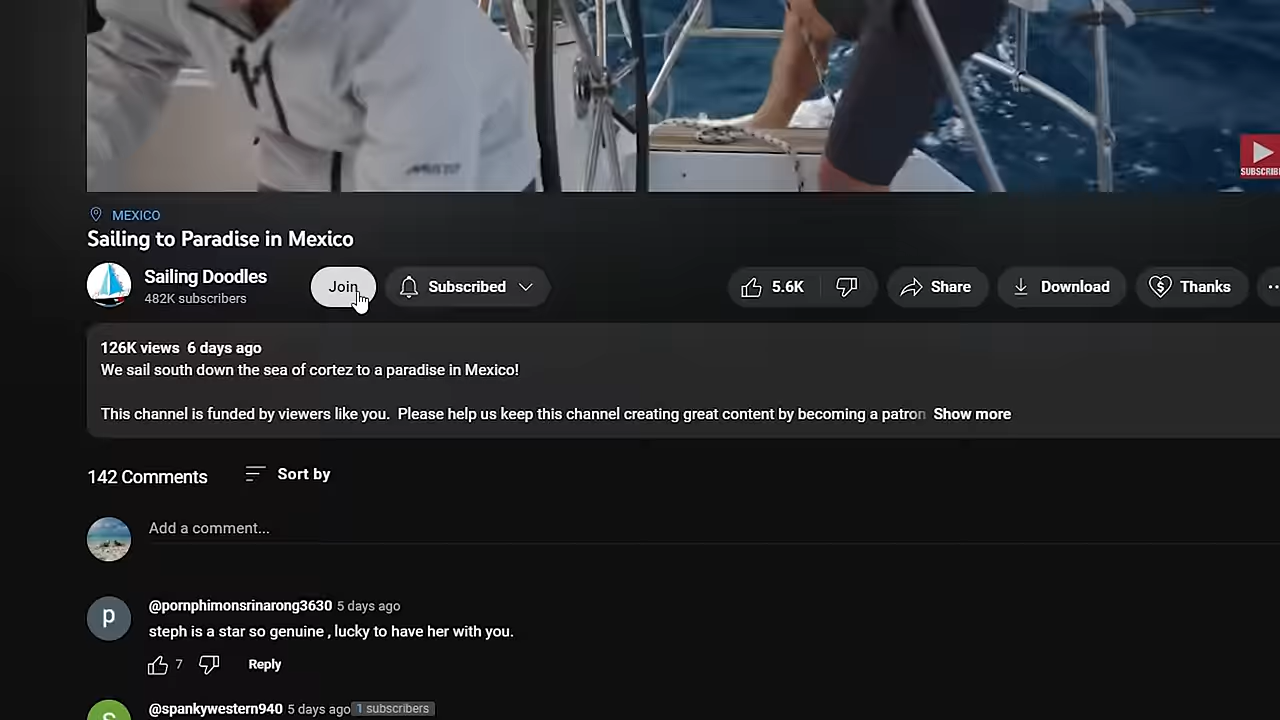 SUBSCRIBE
MEXICO
Sailing to Paradise in Mexico
Sailing Doodles
482K subscribers
Join
Subscribed
5.6K
Share
Download
Thanks
126K views 6 days ago
We sail south down the sea of cortez to a paradise in Mexico!
This channel is funded by viewers like you. Please help us keep this channel creating great content by becoming a patron Show more
142 Comments
Sort by
Add a comment...
p
@pornphimonsrinarong3630 5 days ago
steph is a star so genuine , lucky to have her with you.
7
Reply
@spankywestern940 5 days ago 1 subscribers